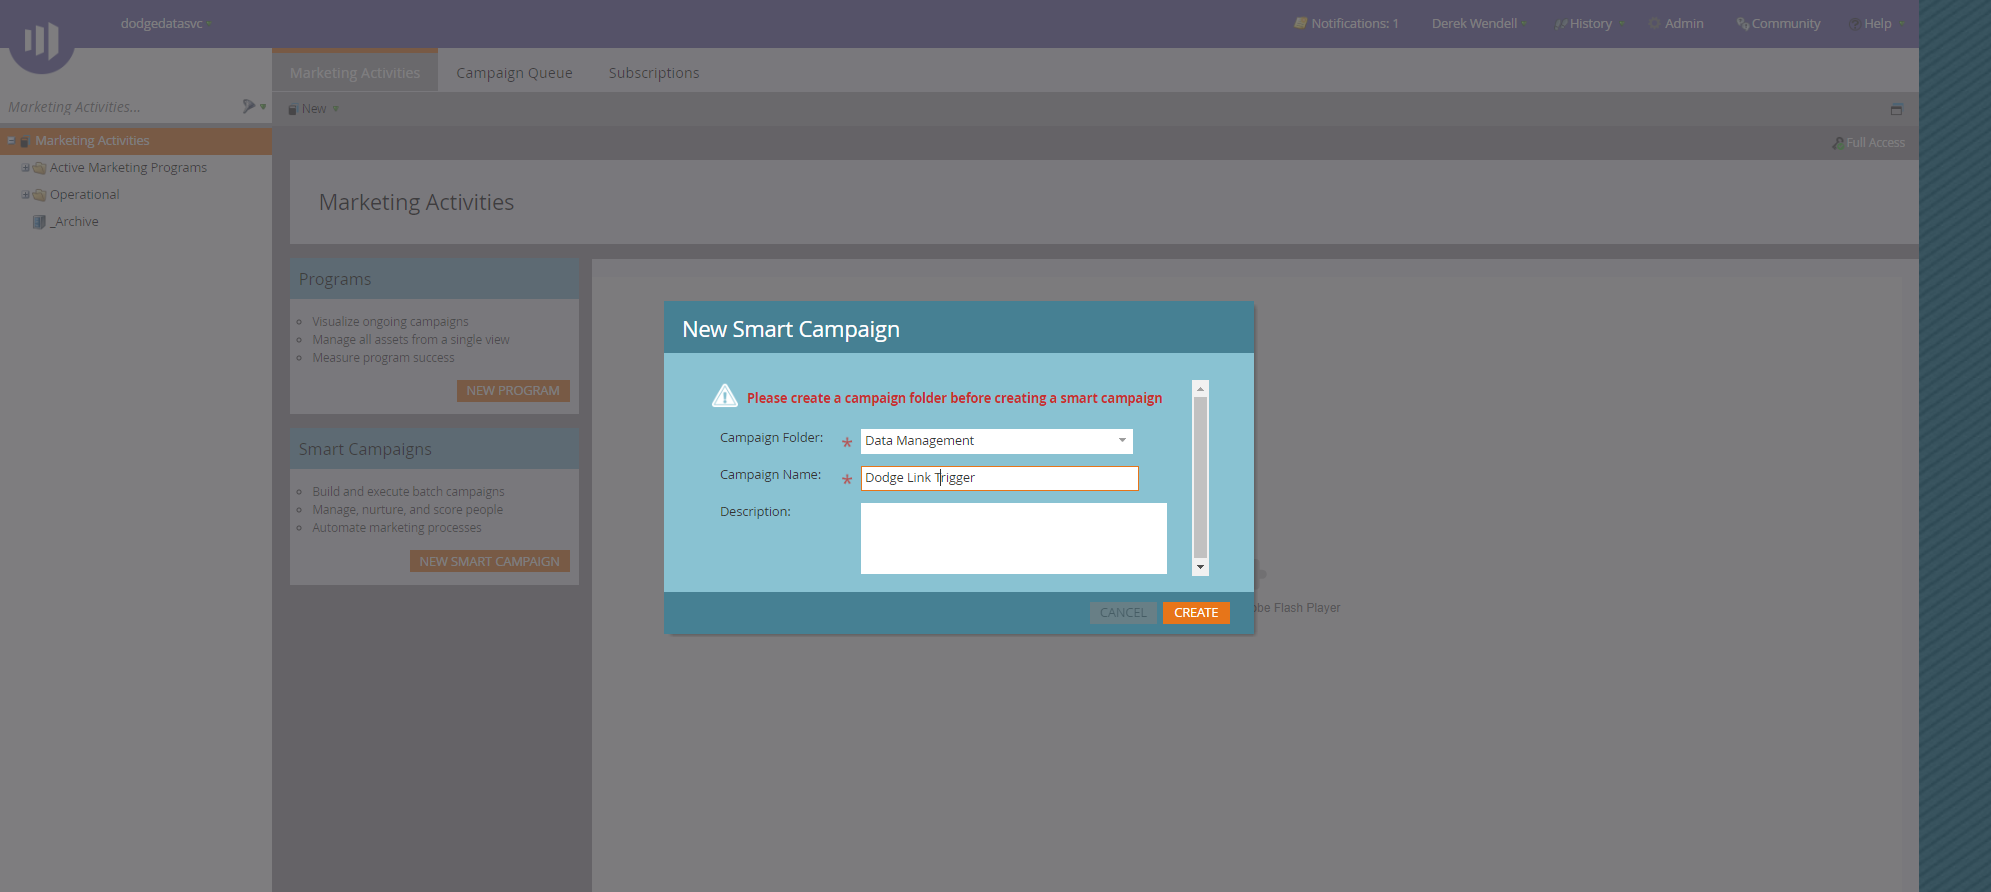 dodgedatasvc
Notifications: 1
Derek Wendell
History
Admin
Community
Help
Marketing Activities
Campaign Queue
Subscriptions
Marketing Activities...
New
Marketing Activities
Full Access
Active Marketing Programs
Operational
_Archive
Marketing Activities
Programs
Visualize ongoing campaigns
Manage all assets from a single view
Measure program success
NEW PROGRAM
Smart Campaigns
Build and execute batch campaigns
Manage, nurture, and score people
Automate marketing processes
NEW SMART CAMPAIGN
New Smart Campaign
Please create a campaign folder before creating a smart campaign
Campaign Folder: * Data Management
Campaign Name: * Dodge Link Trigger
Description:
CANCEL
CREATE
Flash Player